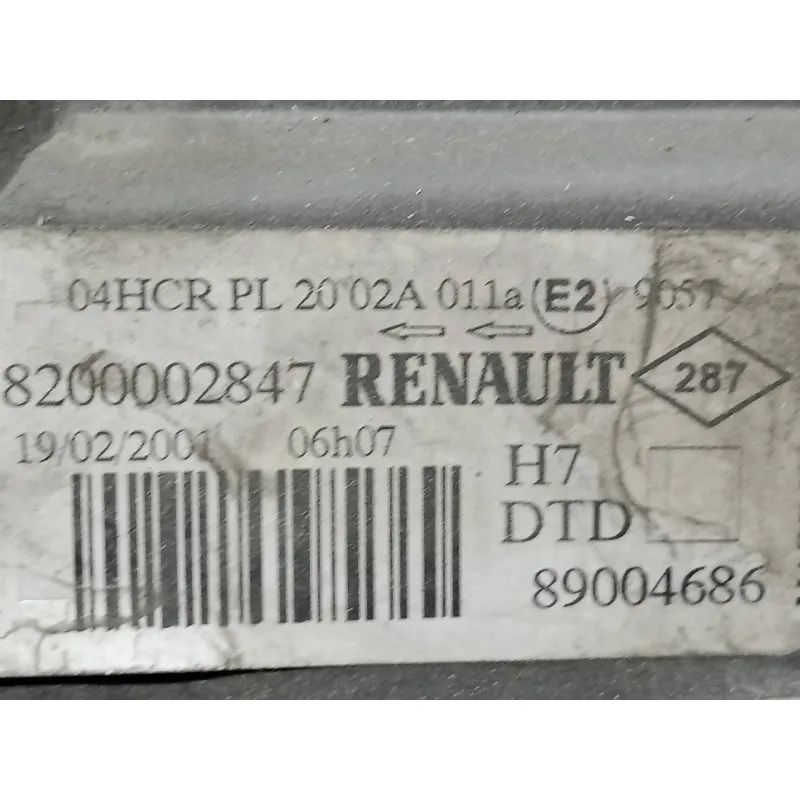 04HCR PL 20 02A 011a E2 9057
8200002847 RENAULT 287
19/02/2001 06h07
H7
DTD
89004686